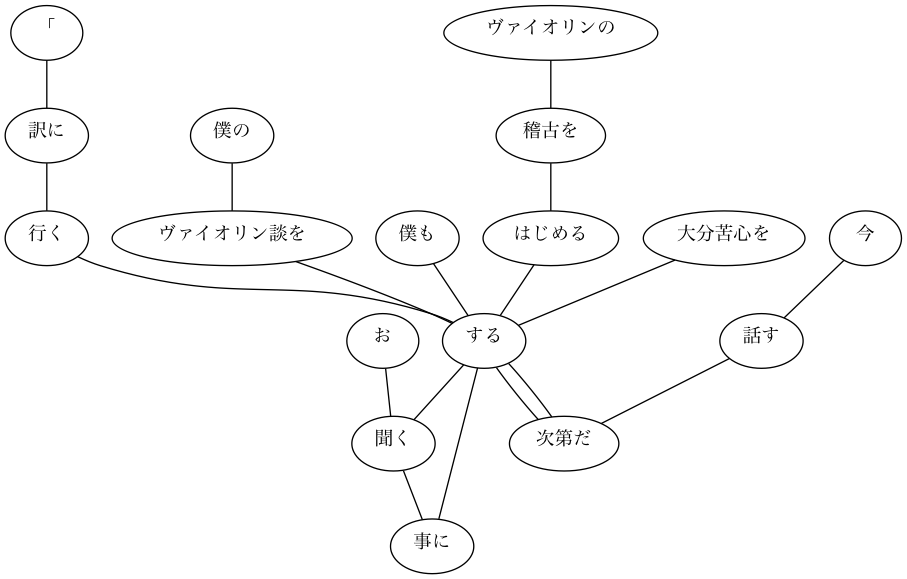 「
ヴァイオリンの
訳に
僕の
稽古を
行く
ヴァイオリン談を
僕も
はじめる
大分苦心を
今
お
する
話す
聞く
次第だ
事に